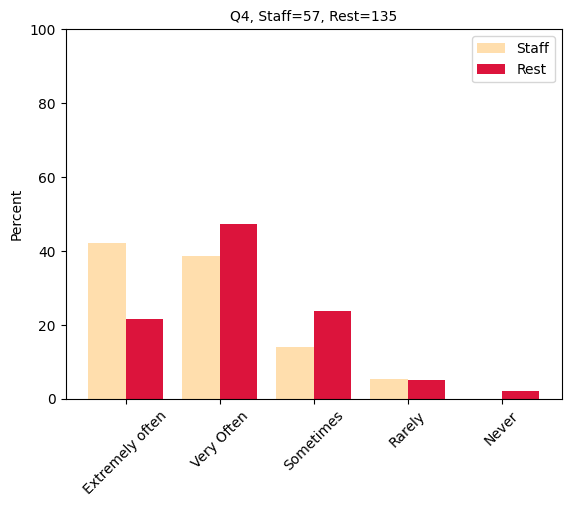 Q4, Staff=57, Rest=135
100
80
60
40
20
0
Percent
Staff
Rest
Extremely often
Very Often
Sometimes
Rarely
Never